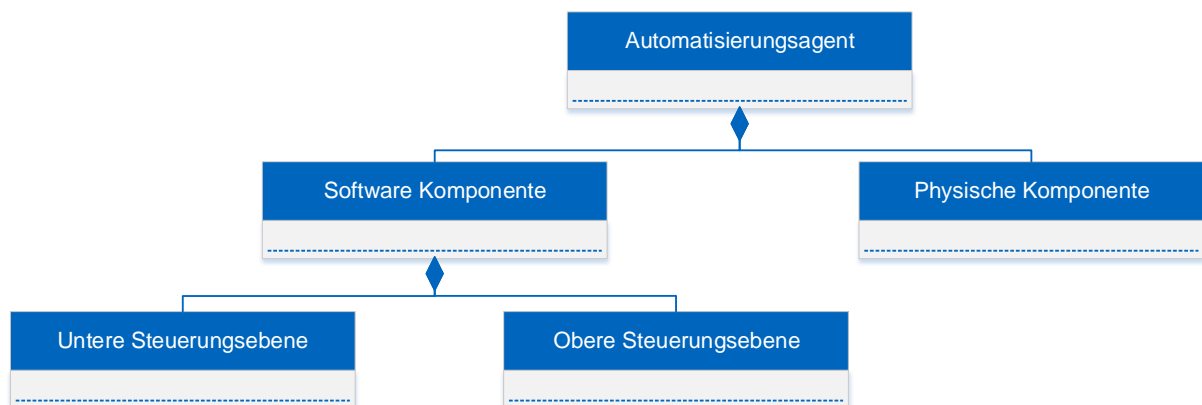 Automatisierungsagent
Software Komponente
Physische Komponente
Untere Steuerungsebene
Obere Steuerungsebene